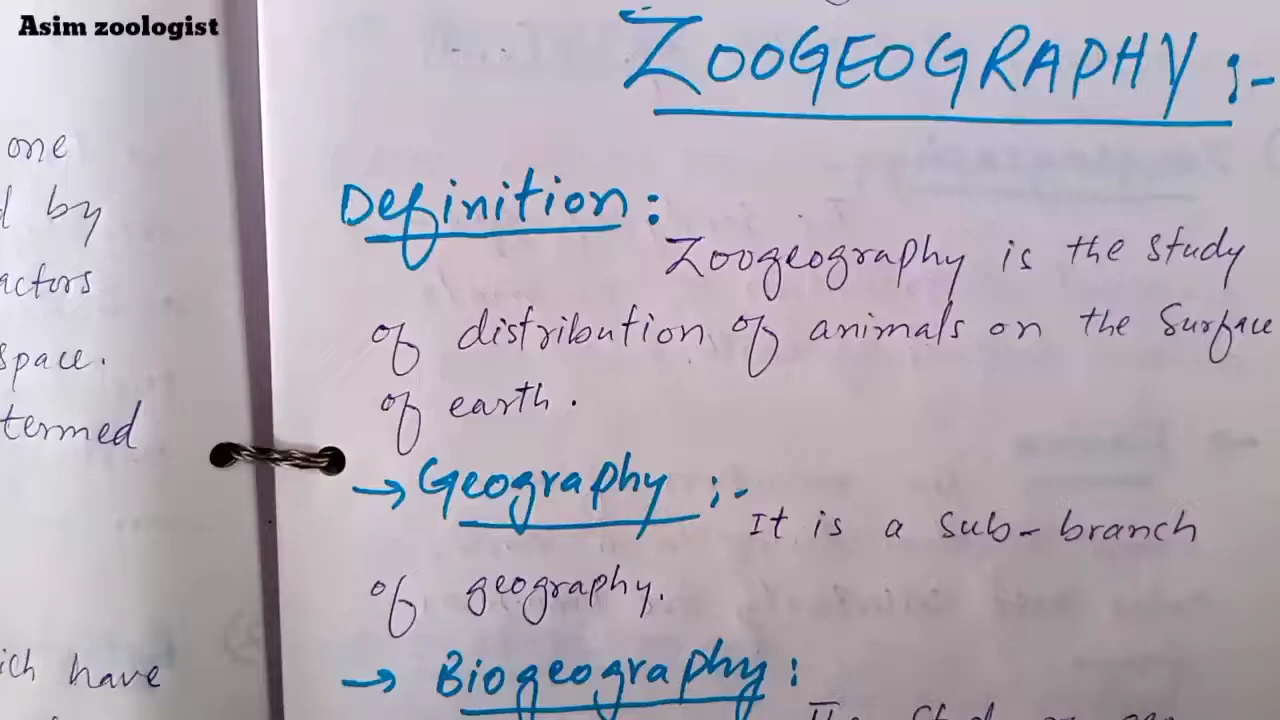 Asim zoologist
one
by
actors
space.
termed
have
ZOOGEOGRAPHY :-
Definition :
Zoogeography is the study
of distribution of animals on the surface
of earth.
→ Geography :-
It is a sub-branch
of geography.
→ Biogeography :